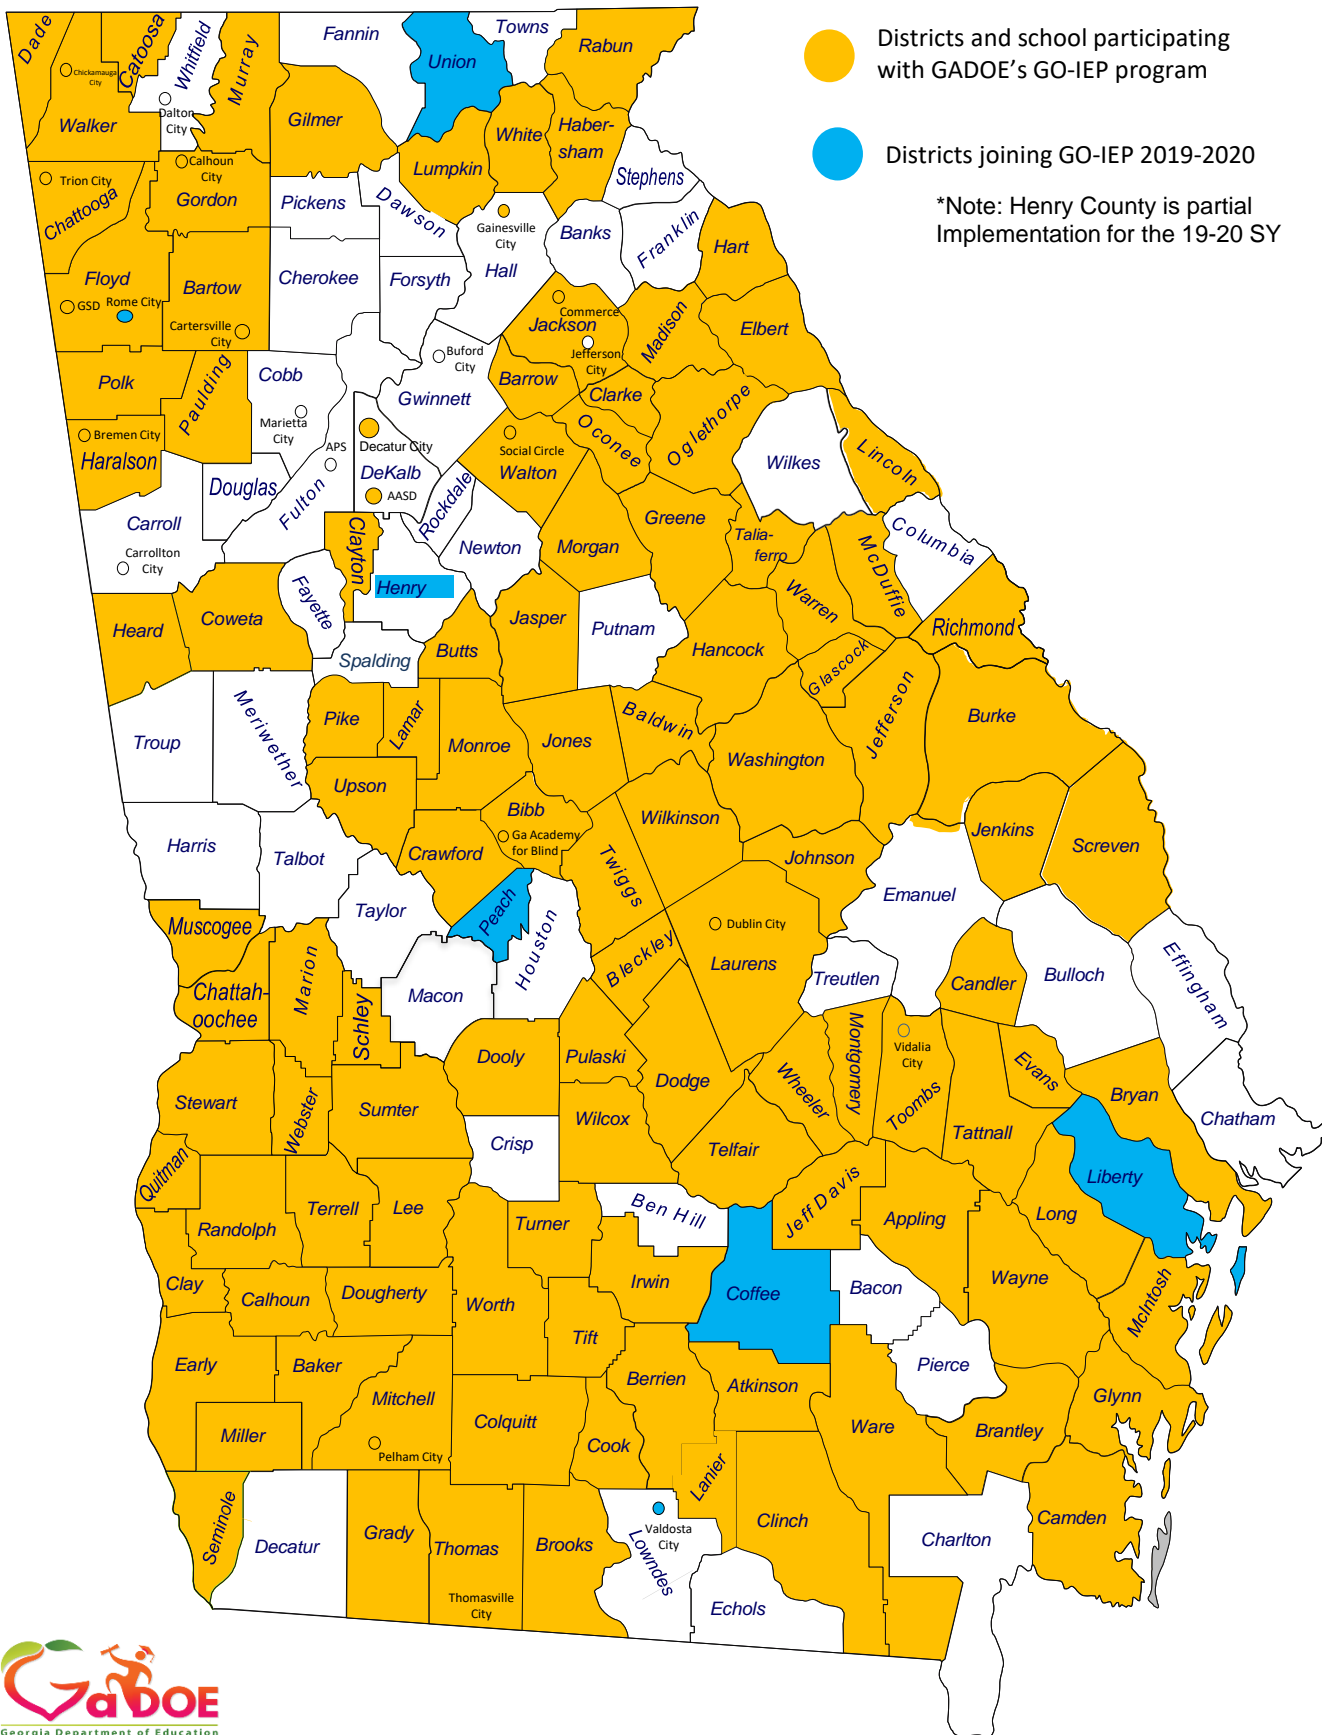 Districts and school participating
with GADOE's GO-IEP program
Districts joining GO-IEP 2019-2020
*Note: Henry County is partial
Implementation for the 19-20 SY
Dade
Chickamauga
City
Catoosa
Whitfield
Murray
Fannin
Union
Towns
Rabun
Walker
Dalton
City
Gilmer
White
Haber-
sham
Lumpkin
Stephens
Trion City
Chattooga
Calhoun
City
Gordon
Pickens
Dawson
Gainesville
City
Hall
Banks
Franklin
Hart
Floyd
GSD
Rome City
Bartow
Cartersville
City
Cherokee
Forsyth
Commerce
Jackson
Jefferson
City
Madison
Elbert
Polk
Paulding
Cobb
Marietta
City
Buford
City
Gwinnett
Barrow
Clarke
Oconee
Oglethorpe
Wilkes
Lincoln
Bremen City
Haralson
Douglas
APS
Fulton
Decatur City
DeKalb
AASD
Rockdale
Social Circle
Walton
Carroll
Carrollton
City
Clayton
Newton
Morgan
Greene
Talia-
ferro
McDuffie
Columbia
Heard
Coweta
Fayette
Henry
Spalding
Butts
Jasper
Putnam
Hancock
Warren
Glascock
Richmond
Troup
Meriwether
Pike
Lamar
Monroe
Jones
Baldwin
Washington
Jefferson
Burke
Upson
Bibb
Ga Academy
for Blind
Wilkinson
Jenkins
Screven
Harris
Talbot
Crawford
Twiggs
Johnson
Emanuel
Muscogee
Taylor
Peach
Houston
Bleckley
Dublin City
Laurens
Treutlen
Candler
Bulloch
Effingham
Chattah-
oochee
Marion
Schley
Macon
Dooly
Pulaski
Dodge
Wheeler
Montgomery
Vidalia
City
Toombs
Evans
Bryan
Chatham
Stewart
Webster
Sumter
Crisp
Wilcox
Telfair
Tattnall
Liberty
Quitman
Randolph
Terrell
Lee
Turner
Ben Hill
Jeff Davis
Appling
Long
Clay
Calhoun
Dougherty
Worth
Irwin
Coffee
Bacon
Wayne
McIntosh
Tift
Early
Baker
Mitchell
Berrien
Atkinson
Pierce
Glynn
Miller
Pelham City
Colquitt
Cook
Lanier
Ware
Brantley
Seminole
Decatur
Grady
Thomas
Thomasville
City
Brooks
Valdosta
City
Lowndes
Clinch
Echols
Charlton
Camden
GaDOE
Georgia Department of Education